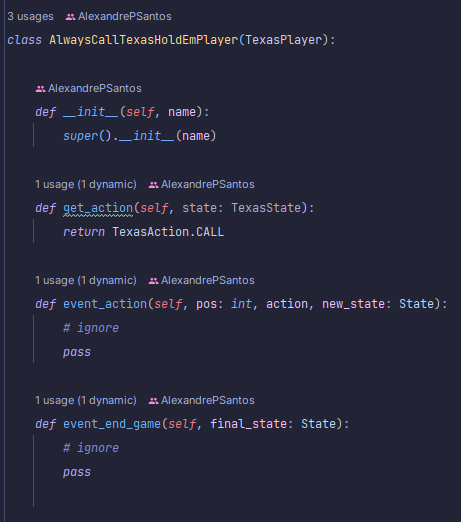 3 usages AlexandrePSantos
class AlwaysCallTexasHoldEmPlayer(TexasPlayer):
AlexandrePSantos
def __init__(self, name):
super().__init__(name)
1 usage (1 dynamic) AlexandrePSantos
def get_action(self, state: TexasState):
return TexasAction.CALL
1 usage (1 dynamic) AlexandrePSantos
def event_action(self, pos: int, action, new_state: State):
# ignore
pass
1 usage (1 dynamic) AlexandrePSantos
def event_end_game(self, final_state: State):
# ignore
pass